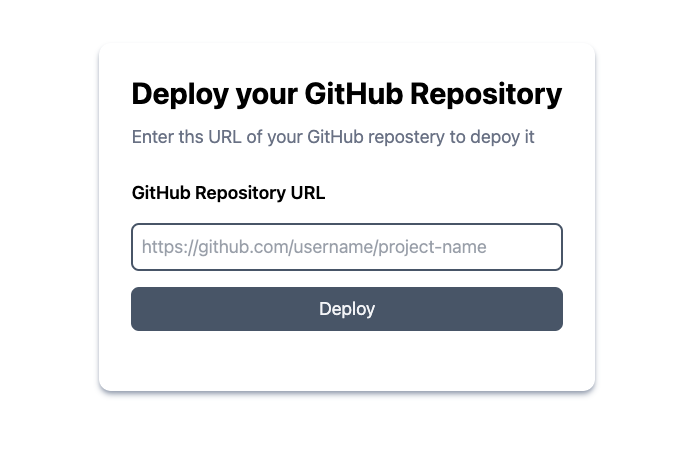 Deploy your GitHub Repository
Enter ths URL of your GitHub repostery to depoy it
GitHub Repository URL
https://github.com/username/project-name
Deploy